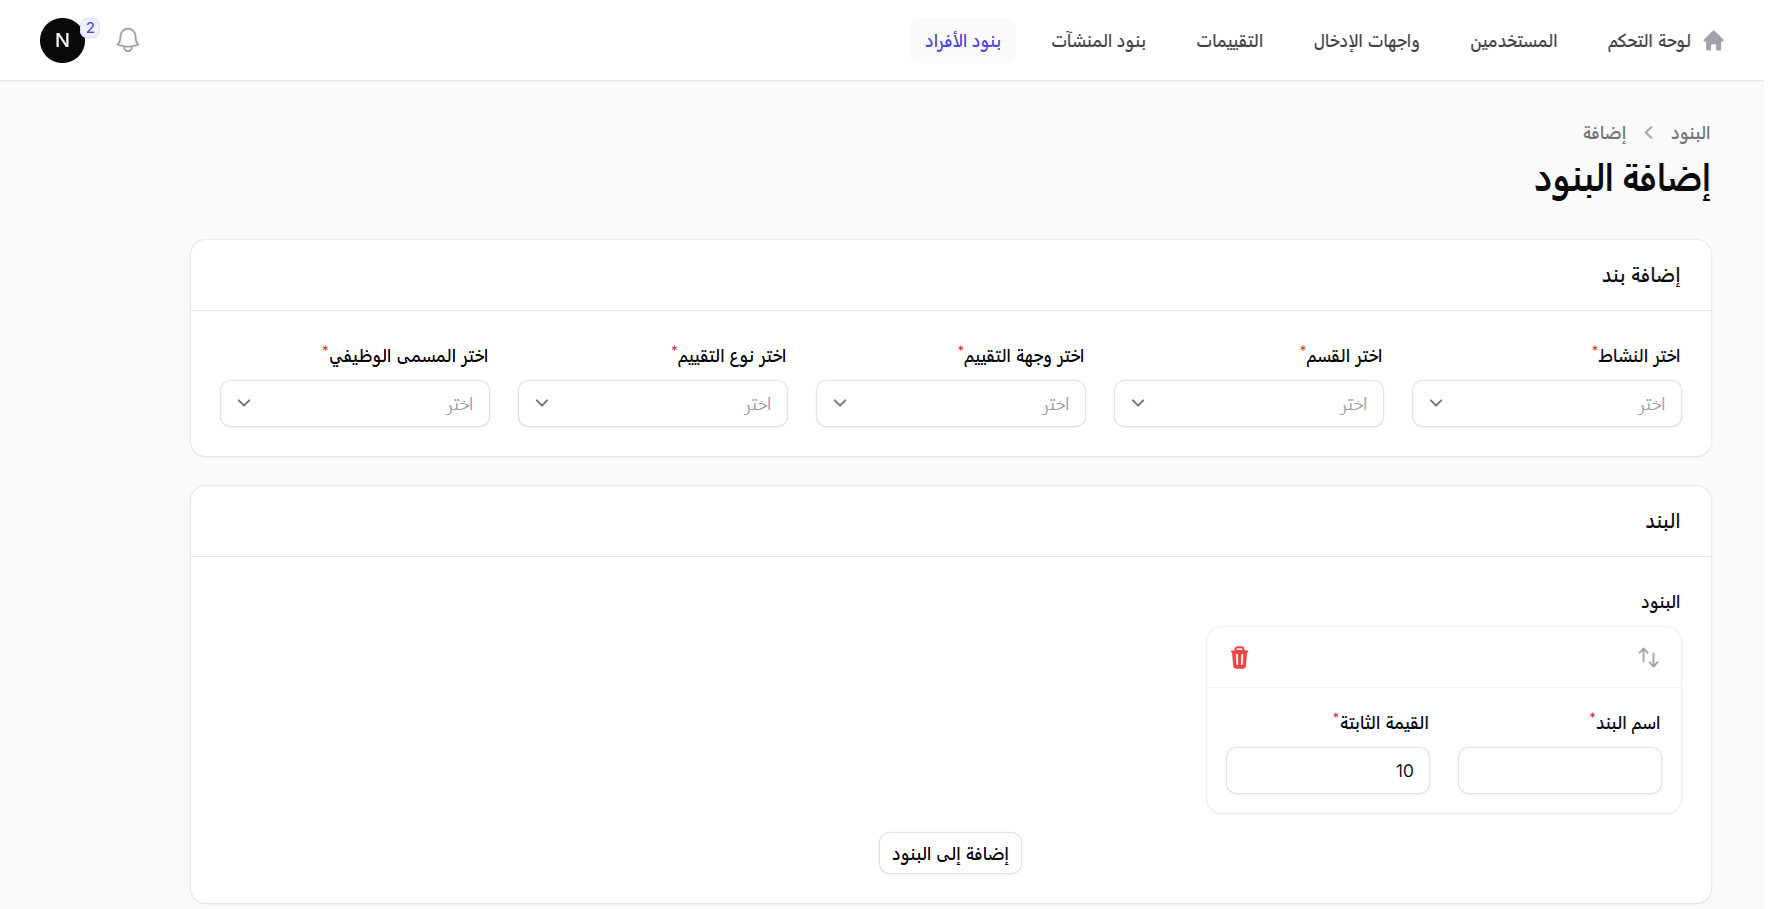 لوحة التحكم
المستخدمين
واجهات الإدخال
التقييمات
بنود المنشآت
بنود الأفراد
2
N
البنود
إضافة
إضافة البنود
إضافة بند
اختر النشاط*
اختر القسم*
اختر وجهة التقييم*
اختر نوع التقييم*
اختر المسمى الوظيفي*
اختر
اختر
اختر
اختر
اختر
البند
البنود
اسم البند*
القيمة الثابتة*
10
إضافة إلى البنود